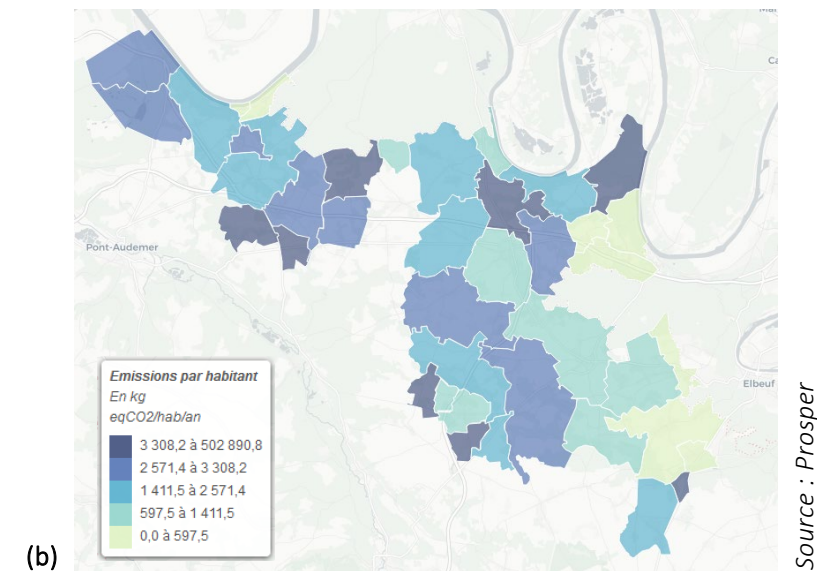 Pont-Audemer
Elbeuf
Emissions par habitant
En kg
eqCO2/hab/an
3 308,2 à 502 890,8
2 571,4 à 3 308,2
1 411,5 à 2 571,4
597,5 à 1 411,5
0,0 à 597,5
Source : Prosper
(b)